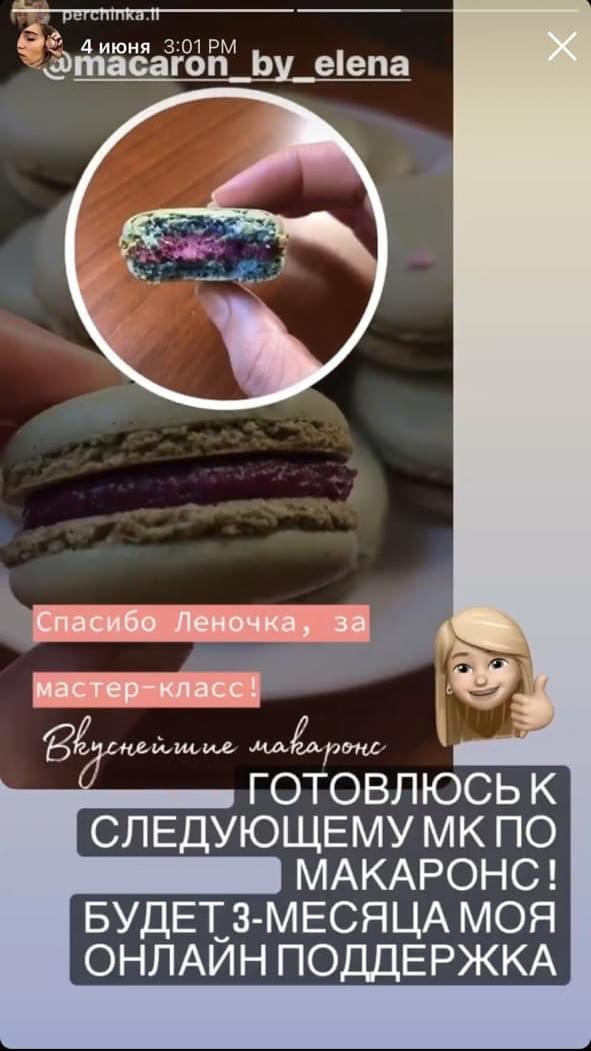 perchinka.ll
4 июня 3:01 PM
@macaron_by_elena
Спасибо Леночка, за
мастер-класс!
Вкуснейшие макаронс
ГОТОВЛЮСЬ К
СЛЕДУЮЩЕМУ МК ПО
МАКАРОНС!
БУДЕТ 3-МЕСЯЦА МОЯ
ОНЛАЙН ПОДДЕРЖКА